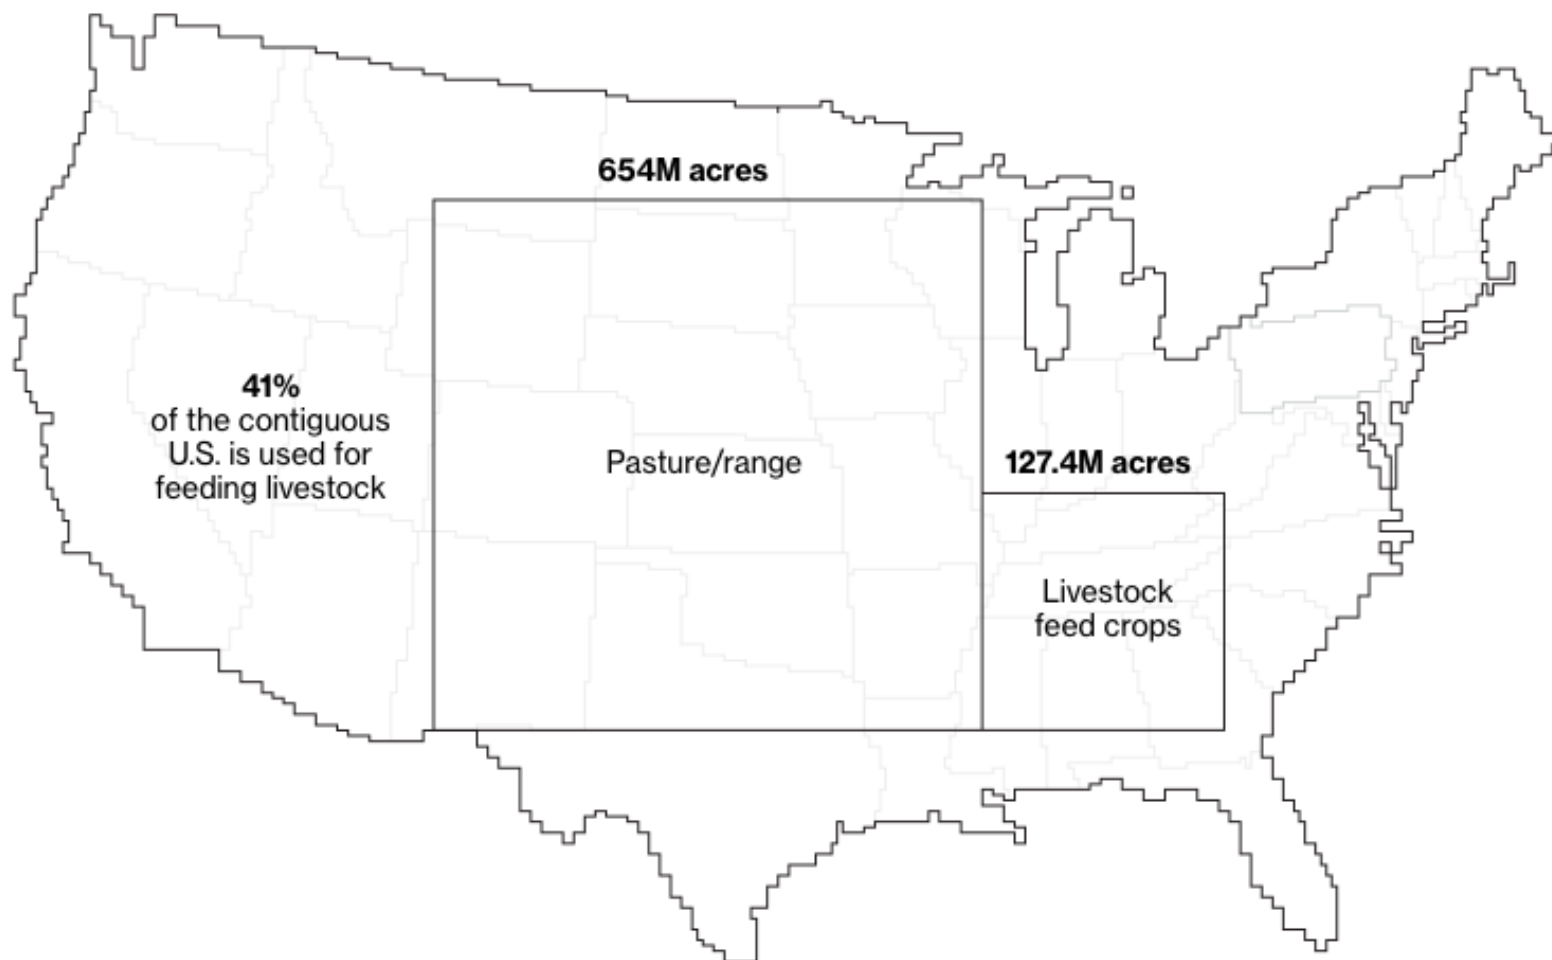 654M acres
41%
of the contiguous
U.S. is used for
feeding livestock
Pasture/range
127.4M acres
Livestock
feed crops